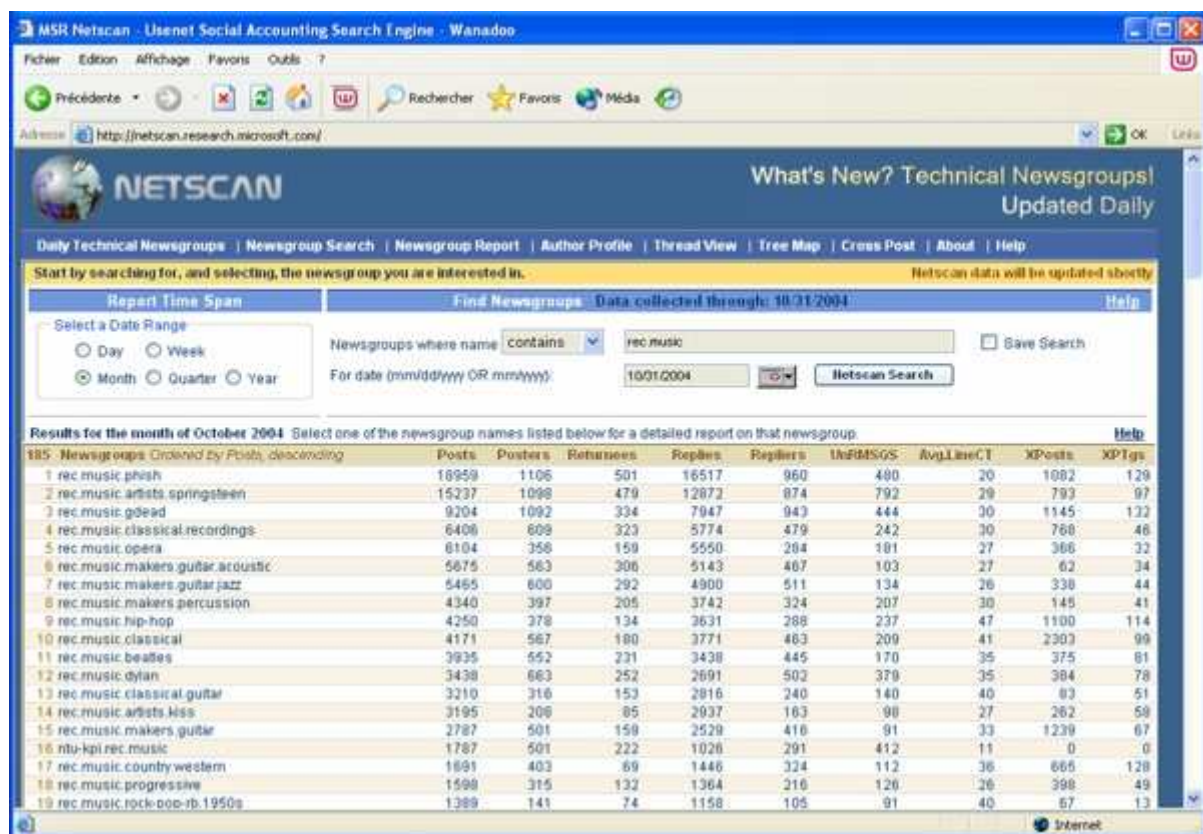 MSR Netscan - Usenet Social Accounting Search Engine - Wanadoo
Fichier Edition Affichage Favoris Outils ?
Précédente Rechercher Favoris Média
Adresse http://netscan.research.microsoft.com/ OK Links
NETSCAN
What's New? Technical Newsgroups!
Updated Daily
Daily Technical Newsgroups | Newsgroup Search | Newsgroup Report | Author Profile | Thread View | Tree Map | Cross Post | About | Help
Start by searching for, and selecting, the newsgroup you are interested in. Netscan data will be updated shortly
Report Time Span Find Newsgroups Data collected through: 10/31/2004 Help
Select a Date Range
Day Week
Month Quarter Year
Newsgroups where name contains rec.music Save Search
For date (mm/dd/yyyy OR mm/yyyy): 10/31/2004 Netscan Search
Results for the month of October 2004 Select one of the newsgroup names listed below for a detailed report on that newsgroup. Help
185 Newsgroups Ordered by Posts, descending Posts Posters Returnees Replies Repliers UnRMSGS Avg.LineCT XPosts XPTgs
1 rec.music.phish 16959 1106 501 16517 960 480 20 1082 129
2 rec.music.artists.springsteen 15237 1098 479 12872 874 792 29 793 97
3 rec.music.gdead 9204 1092 334 7947 943 444 30 1145 132
4 rec.music.classical.recordings 6406 609 323 5774 479 242 30 768 46
5 rec.music.opera 6104 356 159 5550 284 181 27 366 32
6 rec.music.makers.guitar.acoustic 5675 563 306 5143 467 103 27 62 34
7 rec.music.makers.guitar.jazz 5465 600 292 4900 511 134 26 338 44
8 rec.music.makers.percussion 4340 397 205 3742 324 207 30 145 41
9 rec.music.hip-hop 4250 378 134 3631 288 237 47 1100 114
10 rec.music.classical 4171 567 180 3771 463 209 41 2303 99
11 rec.music.beatles 3935 552 231 3438 445 170 35 375 81
12 rec.music.dylan 3438 663 252 2691 502 379 35 384 78
13 rec.music.classical.guitar 3210 316 153 2816 240 140 40 83 51
14 rec.music.artists.kiss 3195 206 85 2937 163 98 27 262 58
15 rec.music.makers.guitar 2787 501 159 2529 416 91 33 1239 67
16 ntu-kpi.rec.music 1787 501 222 1026 291 412 11 0 0
17 rec.music.country.western 1691 403 69 1446 324 112 36 665 128
18 rec.music.progressive 1598 315 132 1364 216 126 26 398 49
19 rec.music.rock-pop-rb.1950s 1389 141 74 1158 105 91 40 67 13
Internet